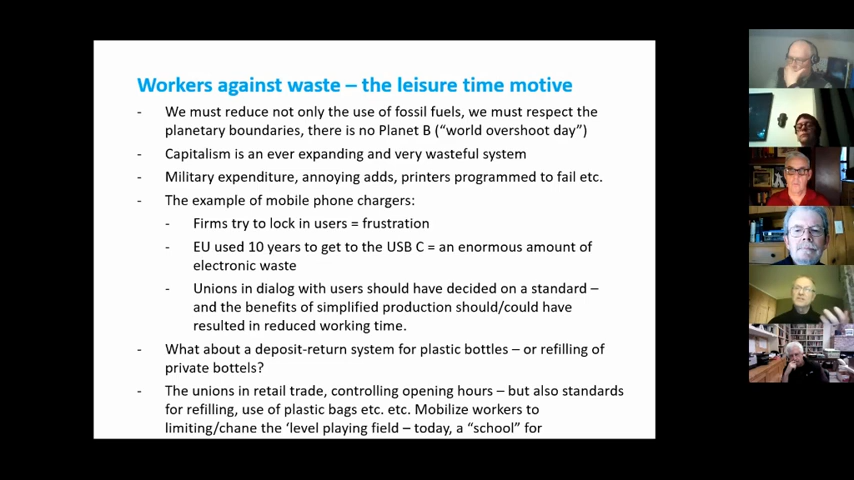 Workers against waste – the leisure time motive
- We must reduce not only the use of fossil fuels, we must respect the
planetary boundaries, there is no Planet B ("world overshoot day")
- Capitalism is an ever expanding and very wasteful system
- Military expenditure, annoying adds, printers programmed to fail etc.
- The example of mobile phone chargers:
- Firms try to lock in users = frustration
- EU used 10 years to get to the USB C = an enormous amount of
electronic waste
- Unions in dialog with users should have decided on a standard –
and the benefits of simplified production should/could have
resulted in reduced working time.
- What about a deposit-return system for plastic bottles – or refilling of
private bottels?
- The unions in retail trade, controlling opening hours – but also standards
for refilling, use of plastic bags etc. etc. Mobilize workers to
limiting/chane the 'level playing field – today, a "school" for